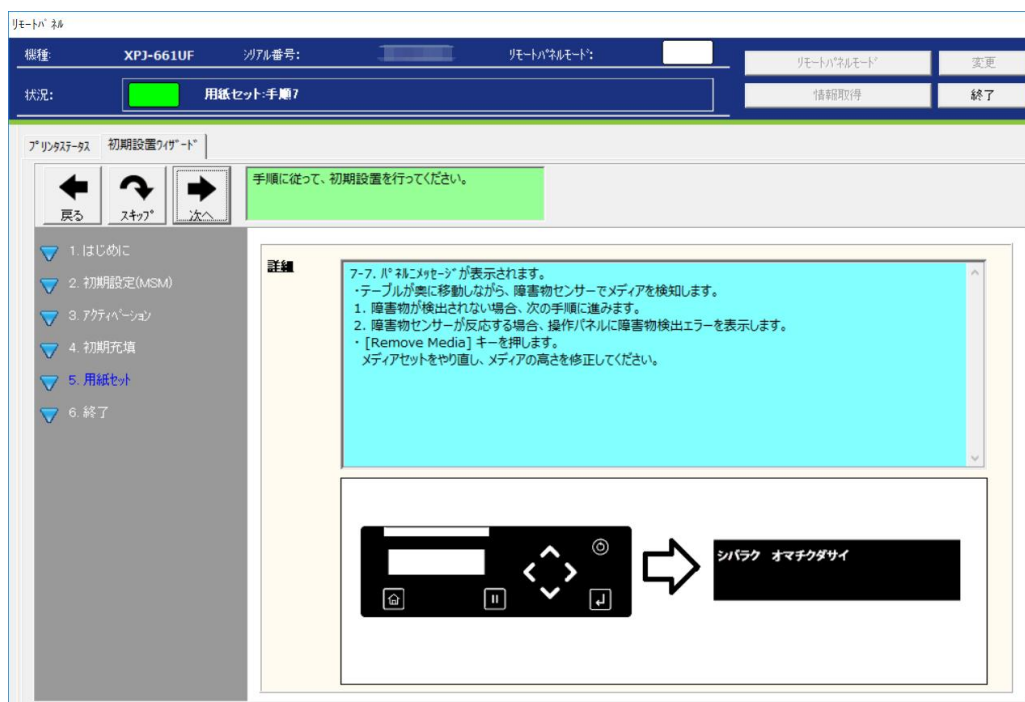 リモートパネル
機種: XPJ-661UF シリアル番号: リモートパネルモード: リモートパネルモード 変更
状況: 用紙セット:手順7 情報取得 終了
プリンタステータス 初期設置ウィザード
戻る スキップ 次へ
手順に従って、初期設置を行ってください。
1. はじめに
2. 初期設定(MSM)
3. アクティベーション
4. 初期充填
5. 用紙セット
6. 終了
詳細
7-7. パネルにメッセージが表示されます。
・テーブルが奥に移動しながら、障害物センサーでメディアを検知します。
1. 障害物が検出されない場合、次の手順に進みます。
2. 障害物センサーが反応する場合、操作パネルに障害物検出エラーを表示します。
・ [Remove Media] キーを押します。
メディアセットをやり直し、メディアの高さを修正してください。
シバラク オマチクダサイ